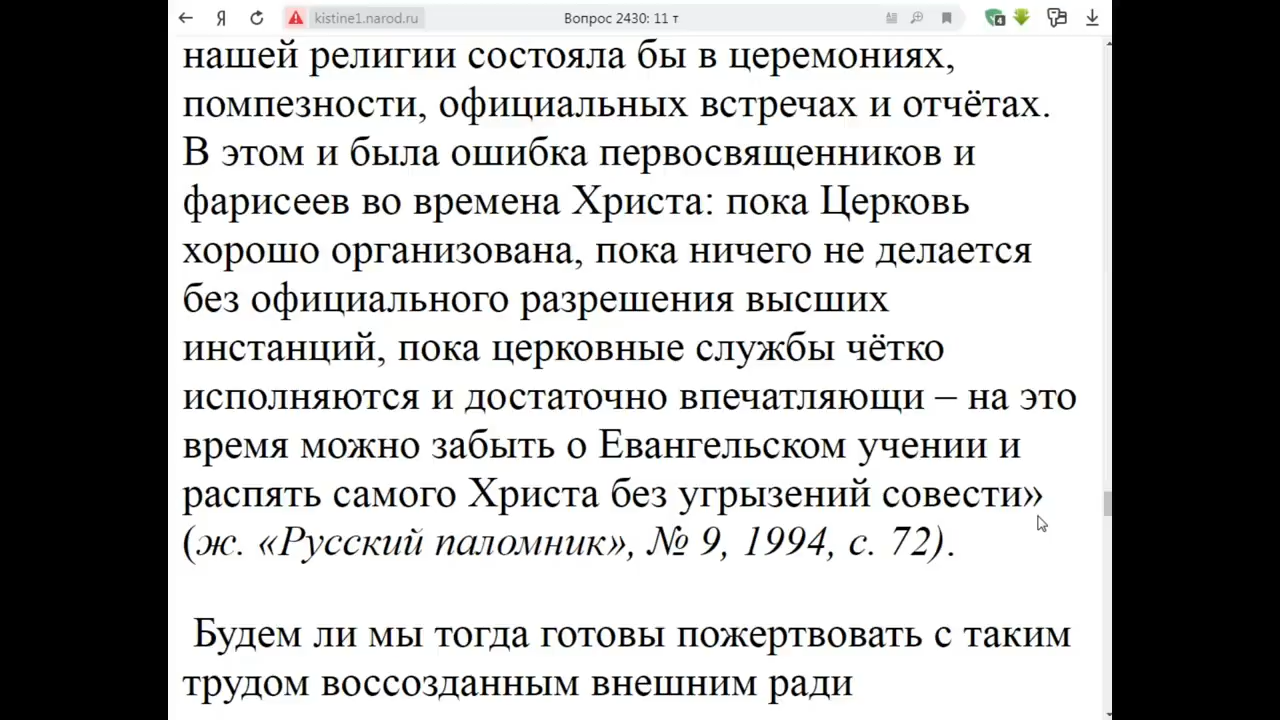 kistine1.narod.ru
Вопрос 2430: 11 т
4
нашей религии состояла бы в церемониях,
помпезности, официальных встречах и отчётах.
В этом и была ошибка первосвященников и
фарисеев во времена Христа: пока Церковь
хорошо организована, пока ничего не делается
без официального разрешения высших
инстанций, пока церковные службы чётко
исполняются и достаточно впечатляющи – на это
время можно забыть о Евангельском учении и
распять самого Христа без угрызений совести»
(ж. «Русский паломник», № 9, 1994, с. 72).
Будем ли мы тогда готовы пожертвовать с таким
трудом воссозданным внешним ради